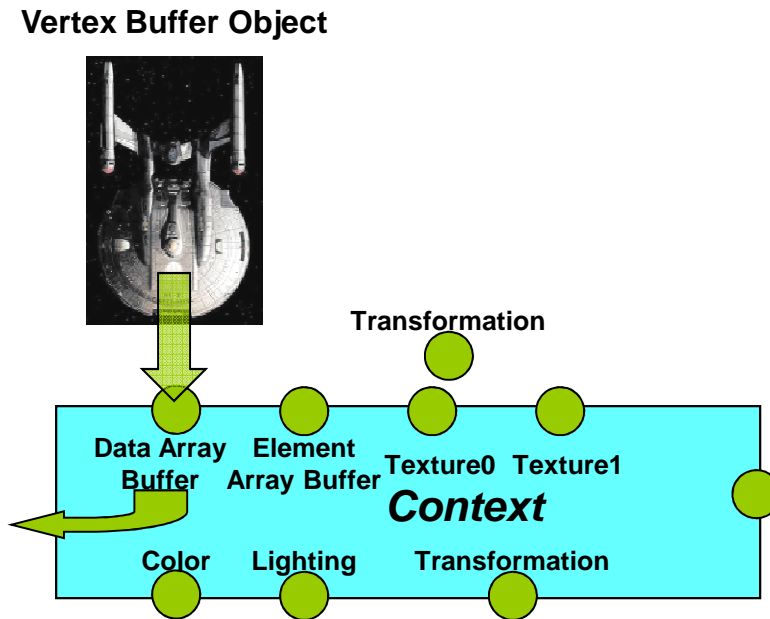 Vertex Buffer Object
Transformation
Data Array
Buffer
Element
Array Buffer
Texture0
Texture1
Context
Color
Lighting
Transformation